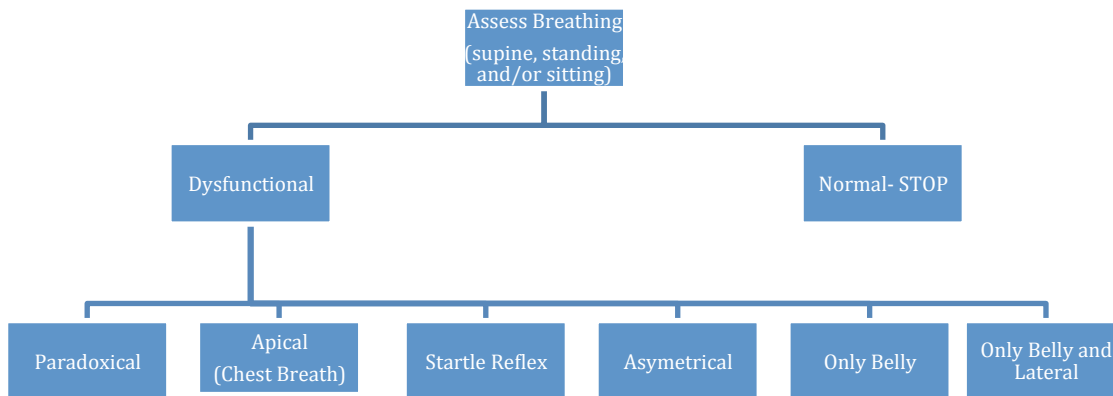 Assess Breathing
(supine, standing,
and/or sitting)
Dysfunctional
Normal- STOP
Paradoxical
Apical
(Chest Breath)
Startle Reflex
Asymetrical
Only Belly
Only Belly and
Lateral